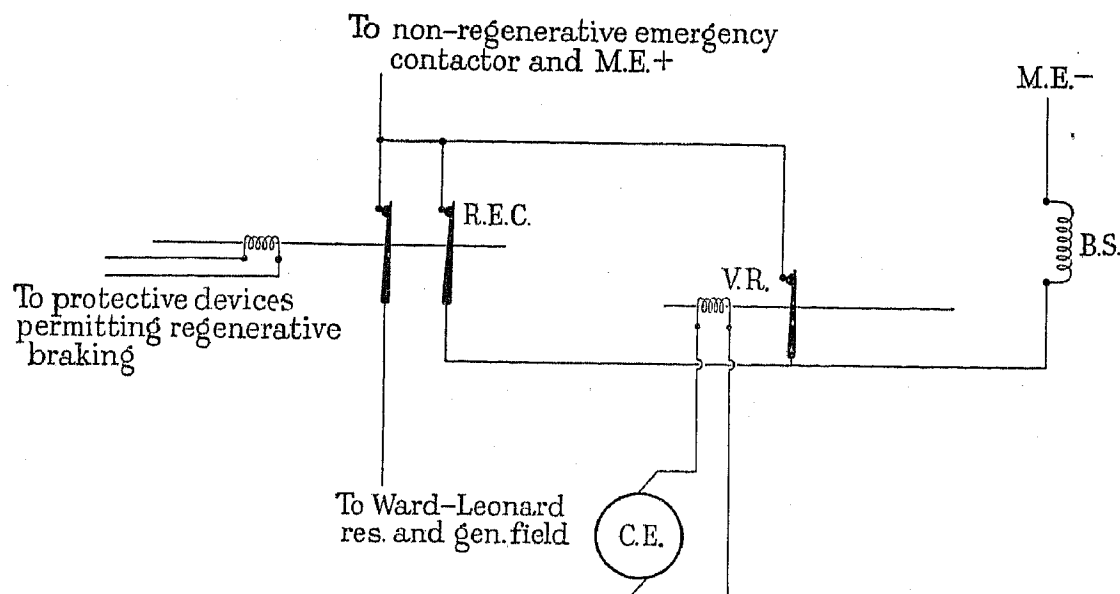 To non-regenerative emergency
contactor and M.E.+
M.E.-
R.E.C.
B.S.
V.R.
To protective devices
permitting regenerative
braking
To Ward-Leonard
res. and gen. field
C.E.